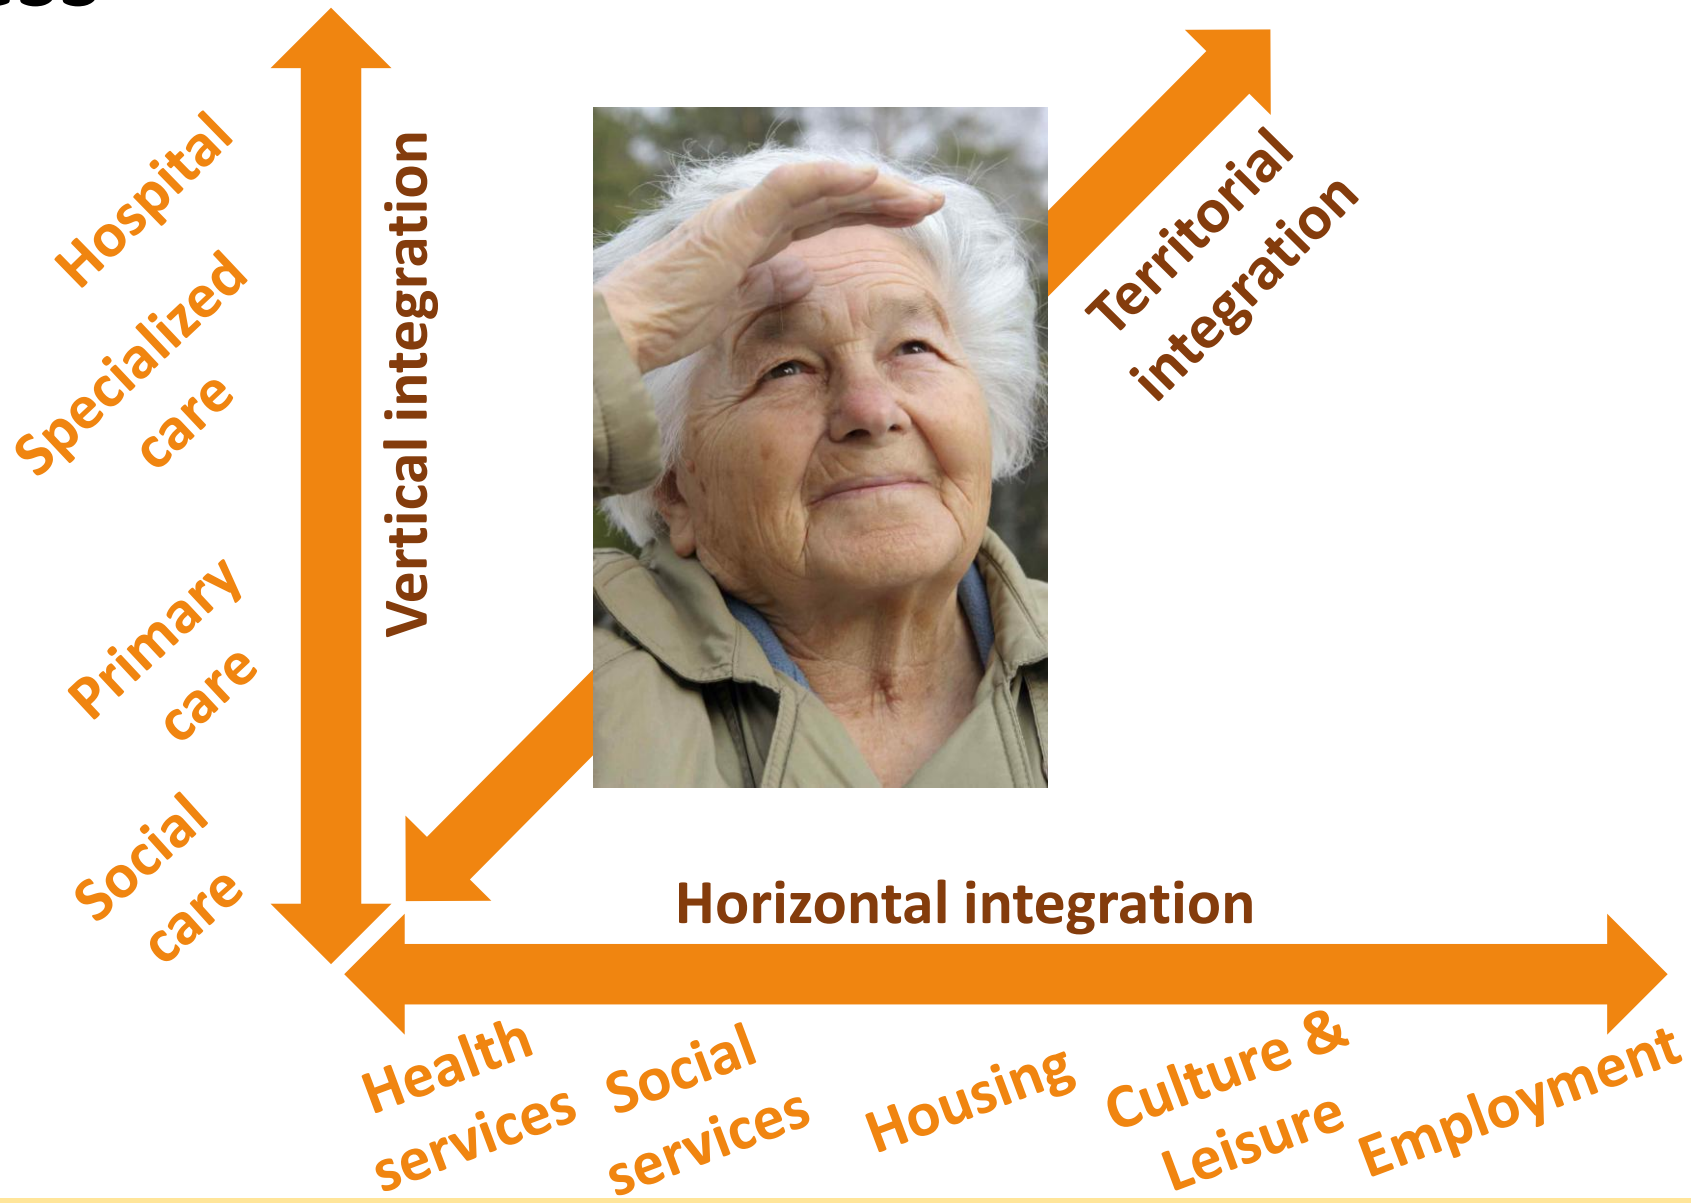 Hospital
Specialized
care
Primary
care
Social
care
Vertical integration
Territorial
integration
Horizontal integration
Health
services
Social
services
Housing
Culture &
Leisure
Employment